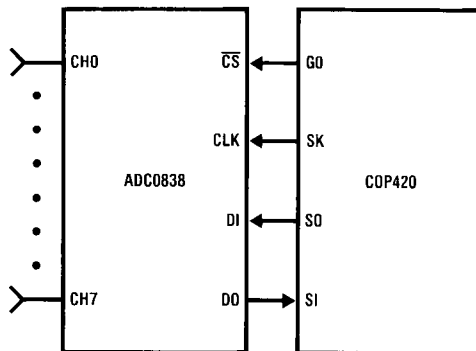 CH0 CS G0
CLK SK
ADC0838 COP420
DI SO
CH7 DO SI